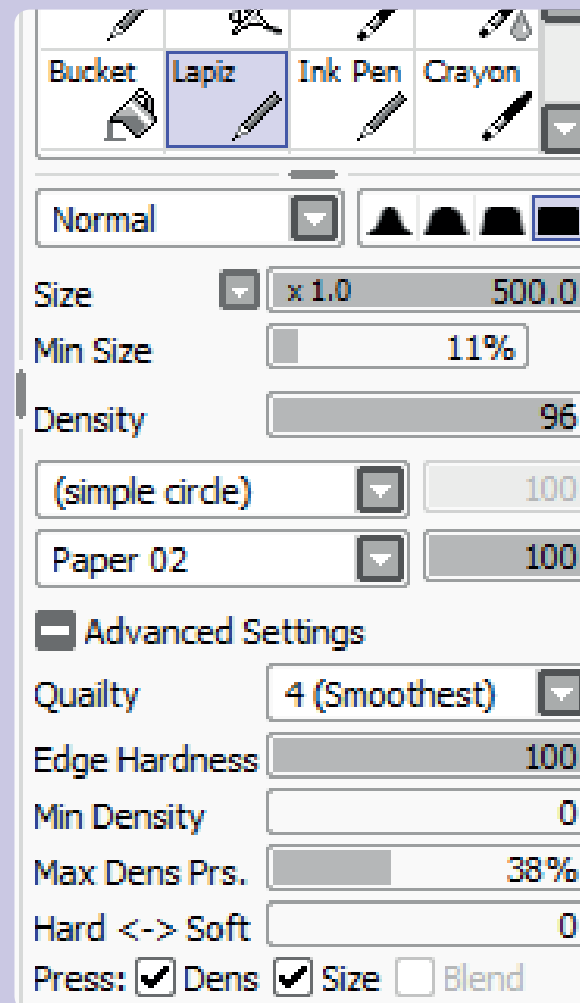 Bucket Lapiz Ink Pen Crayon
Normal
Size x 1.0 500.0
Min Size 11%
Density 96
(simple circle) 100
Paper 02 100
Advanced Settings
Quailty 4 (Smoothest)
Edge Hardness 100
Min Density 0
Max Dens Prs. 38%
Hard <-> Soft 0
Press: Dens Size Blend